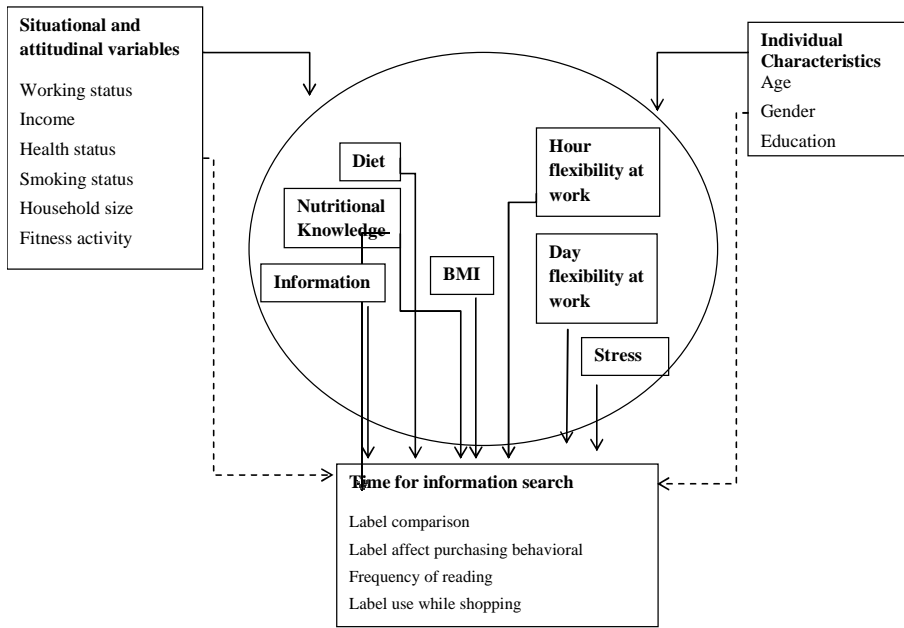 Situational and
attitudinal variables
Working status
Income
Health status
Smoking status
Household size
Fitness activity
Individual
Characteristics
Age
Gender
Education
Diet
Nutritional
Knowledge
Information
BMI
Hour
flexibility at
work
Day
flexibility at
work
Stress
Time for information search
Label comparison
Label affect purchasing behavioral
Frequency of reading
Label use while shopping